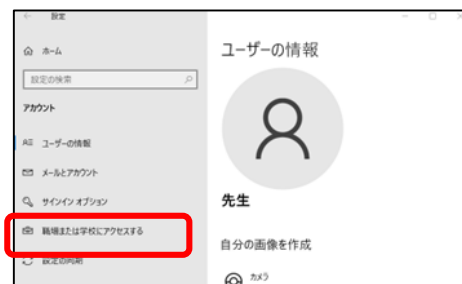 設定
ホーム
設定の検索
アカウント
ユーザーの情報
メールとアカウント
サインイン オプション
職場または学校にアクセスする
設定の同期
ユーザーの情報
先生
自分の画像を作成
カメラ